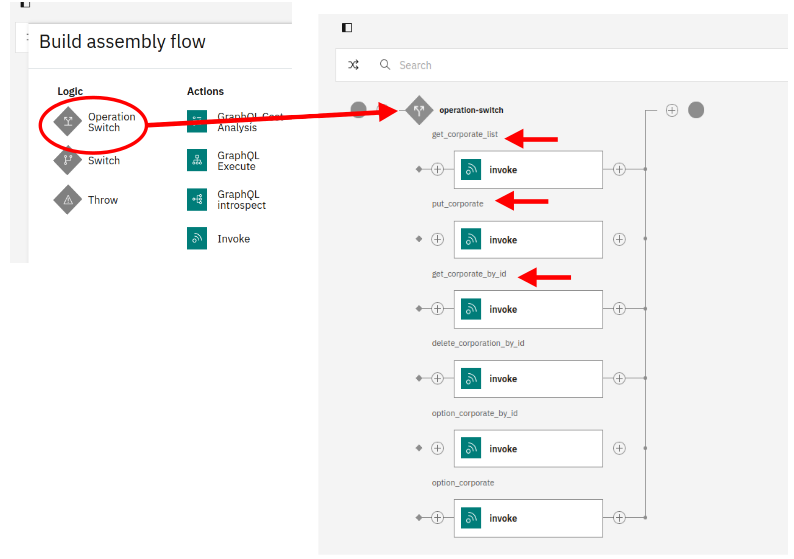 Build assembly flow
Logic
Actions
Operation
Switch
GraphQL Cost
Analysis
Switch
GraphQL
Execute
Throw
GraphQL
introspect
Invoke
Search
operation-switch
get_corporate_list
invoke
put_corporate
invoke
get_corporate_by_id
invoke
delete_corporation_by_Id
invoke
option_corporate_by_id
invoke
option_corporate
invoke